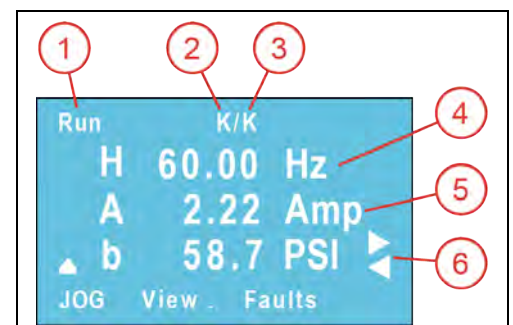 1 2 3
Run K/K
H 60.00 Hz 4
A 2.22 Amp 5
b 58.7 PSI 6
JOG View . Faults